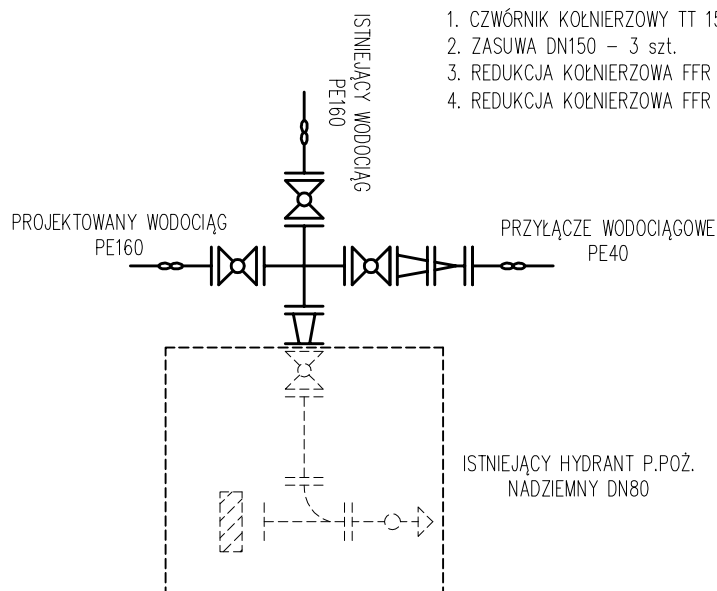 1. CZWÓRNIK KOŁNIERZOWY TT 15
2. ZASUWA DN150 – 3 szt.
3. REDUKCJA KOŁNIERZOWA FFR
4. REDUKCJA KOŁNIERZOWA FFR
ISTNIEJĄCY WODOCIĄG
PE160
PROJEKTOWANY WODOCIĄG
PE160
PRZYŁĄCZE WODOCIĄGOWE
PE40
ISTNIEJĄCY HYDRANT P.POŻ.
NADZIEMNY DN80